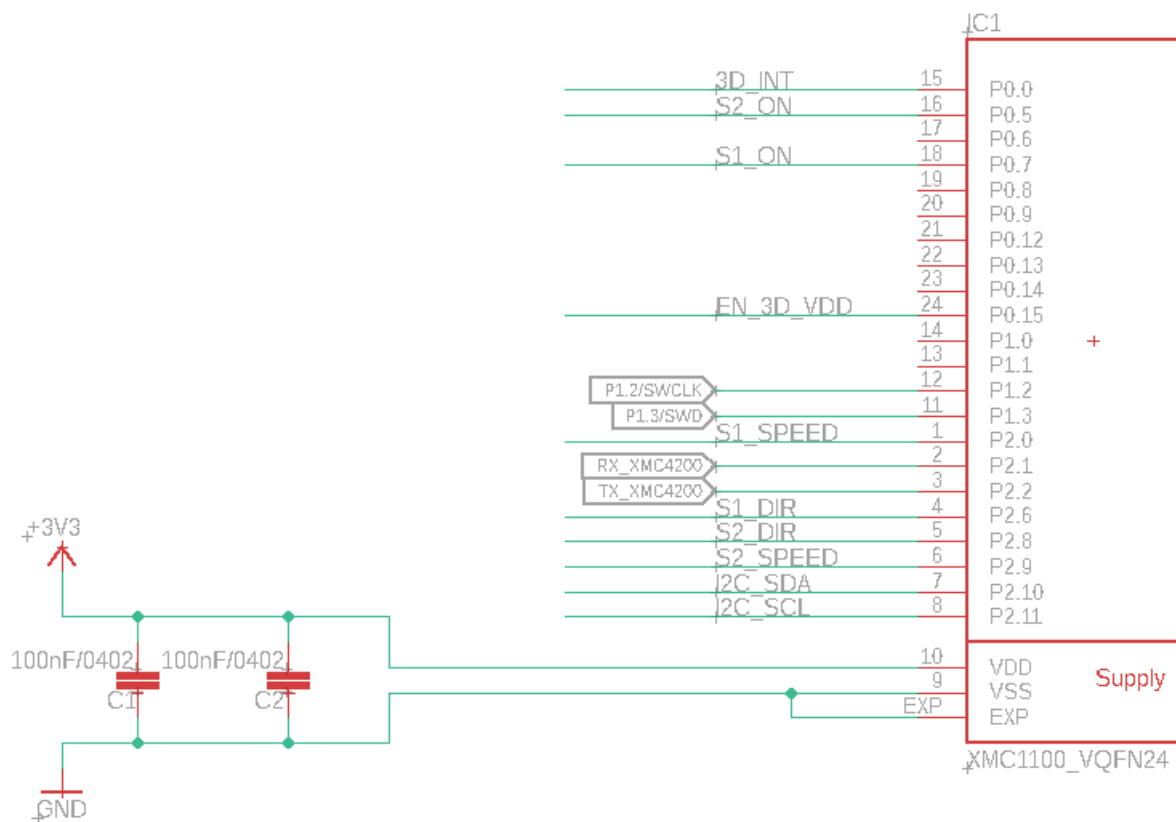 IC1
3D_INT 15 P0.0
S2_ON 16 P0.5
17 P0.6
S1_ON 18 P0.7
19 P0.8
20 P0.9
21 P0.12
22 P0.13
23 P0.14
EN_3D_VDD 24 P0.15
14 P1.0
13 P1.1
P1.2/SWCLK 12 P1.2
P1.3/SWD 11 P1.3
S1_SPEED 1 P2.0
RX_XMC4200 2 P2.1
TX_XMC4200 3 P2.2
S1_DIR 4 P2.6
S2_DIR 5 P2.8
S2_SPEED 6 P2.9
I2C_SDA 7 P2.10
I2C_SCL 8 P2.11
+3V3
100nF/0402 100nF/0402
C1 C2
10 VDD
9 VSS
EXP EXP
Supply
XMC1100_VQFN24
GND